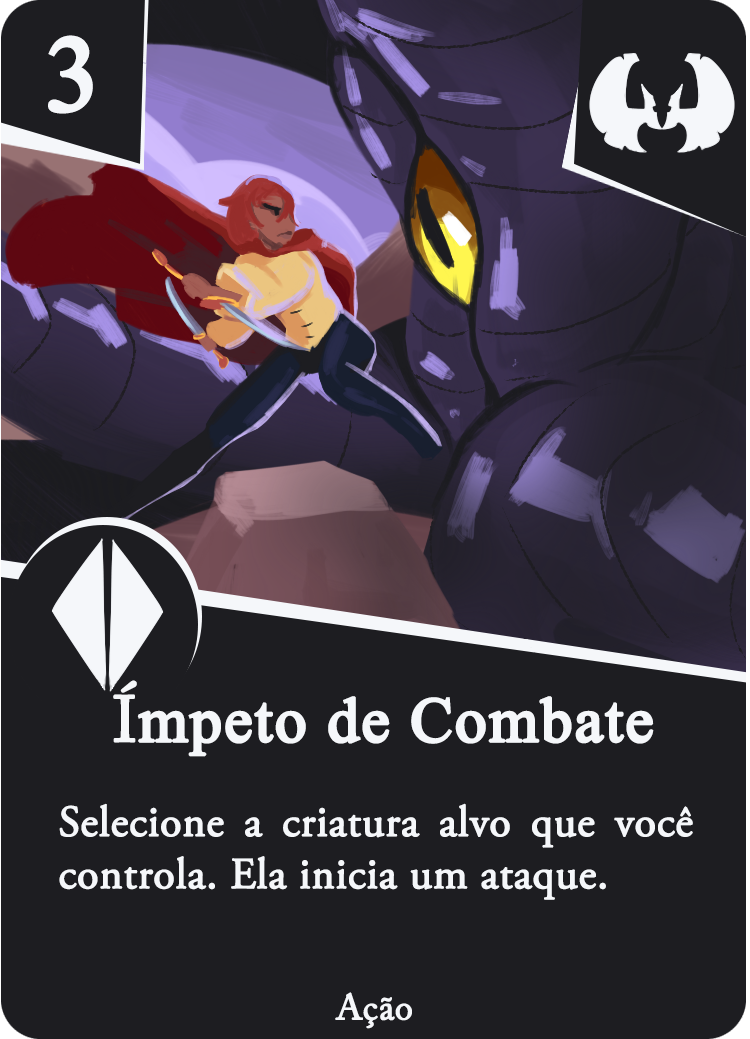 3
Ímpeto de Combate
Selecione a criatura alvo que você
controla. Ela inicia um ataque.
Ação